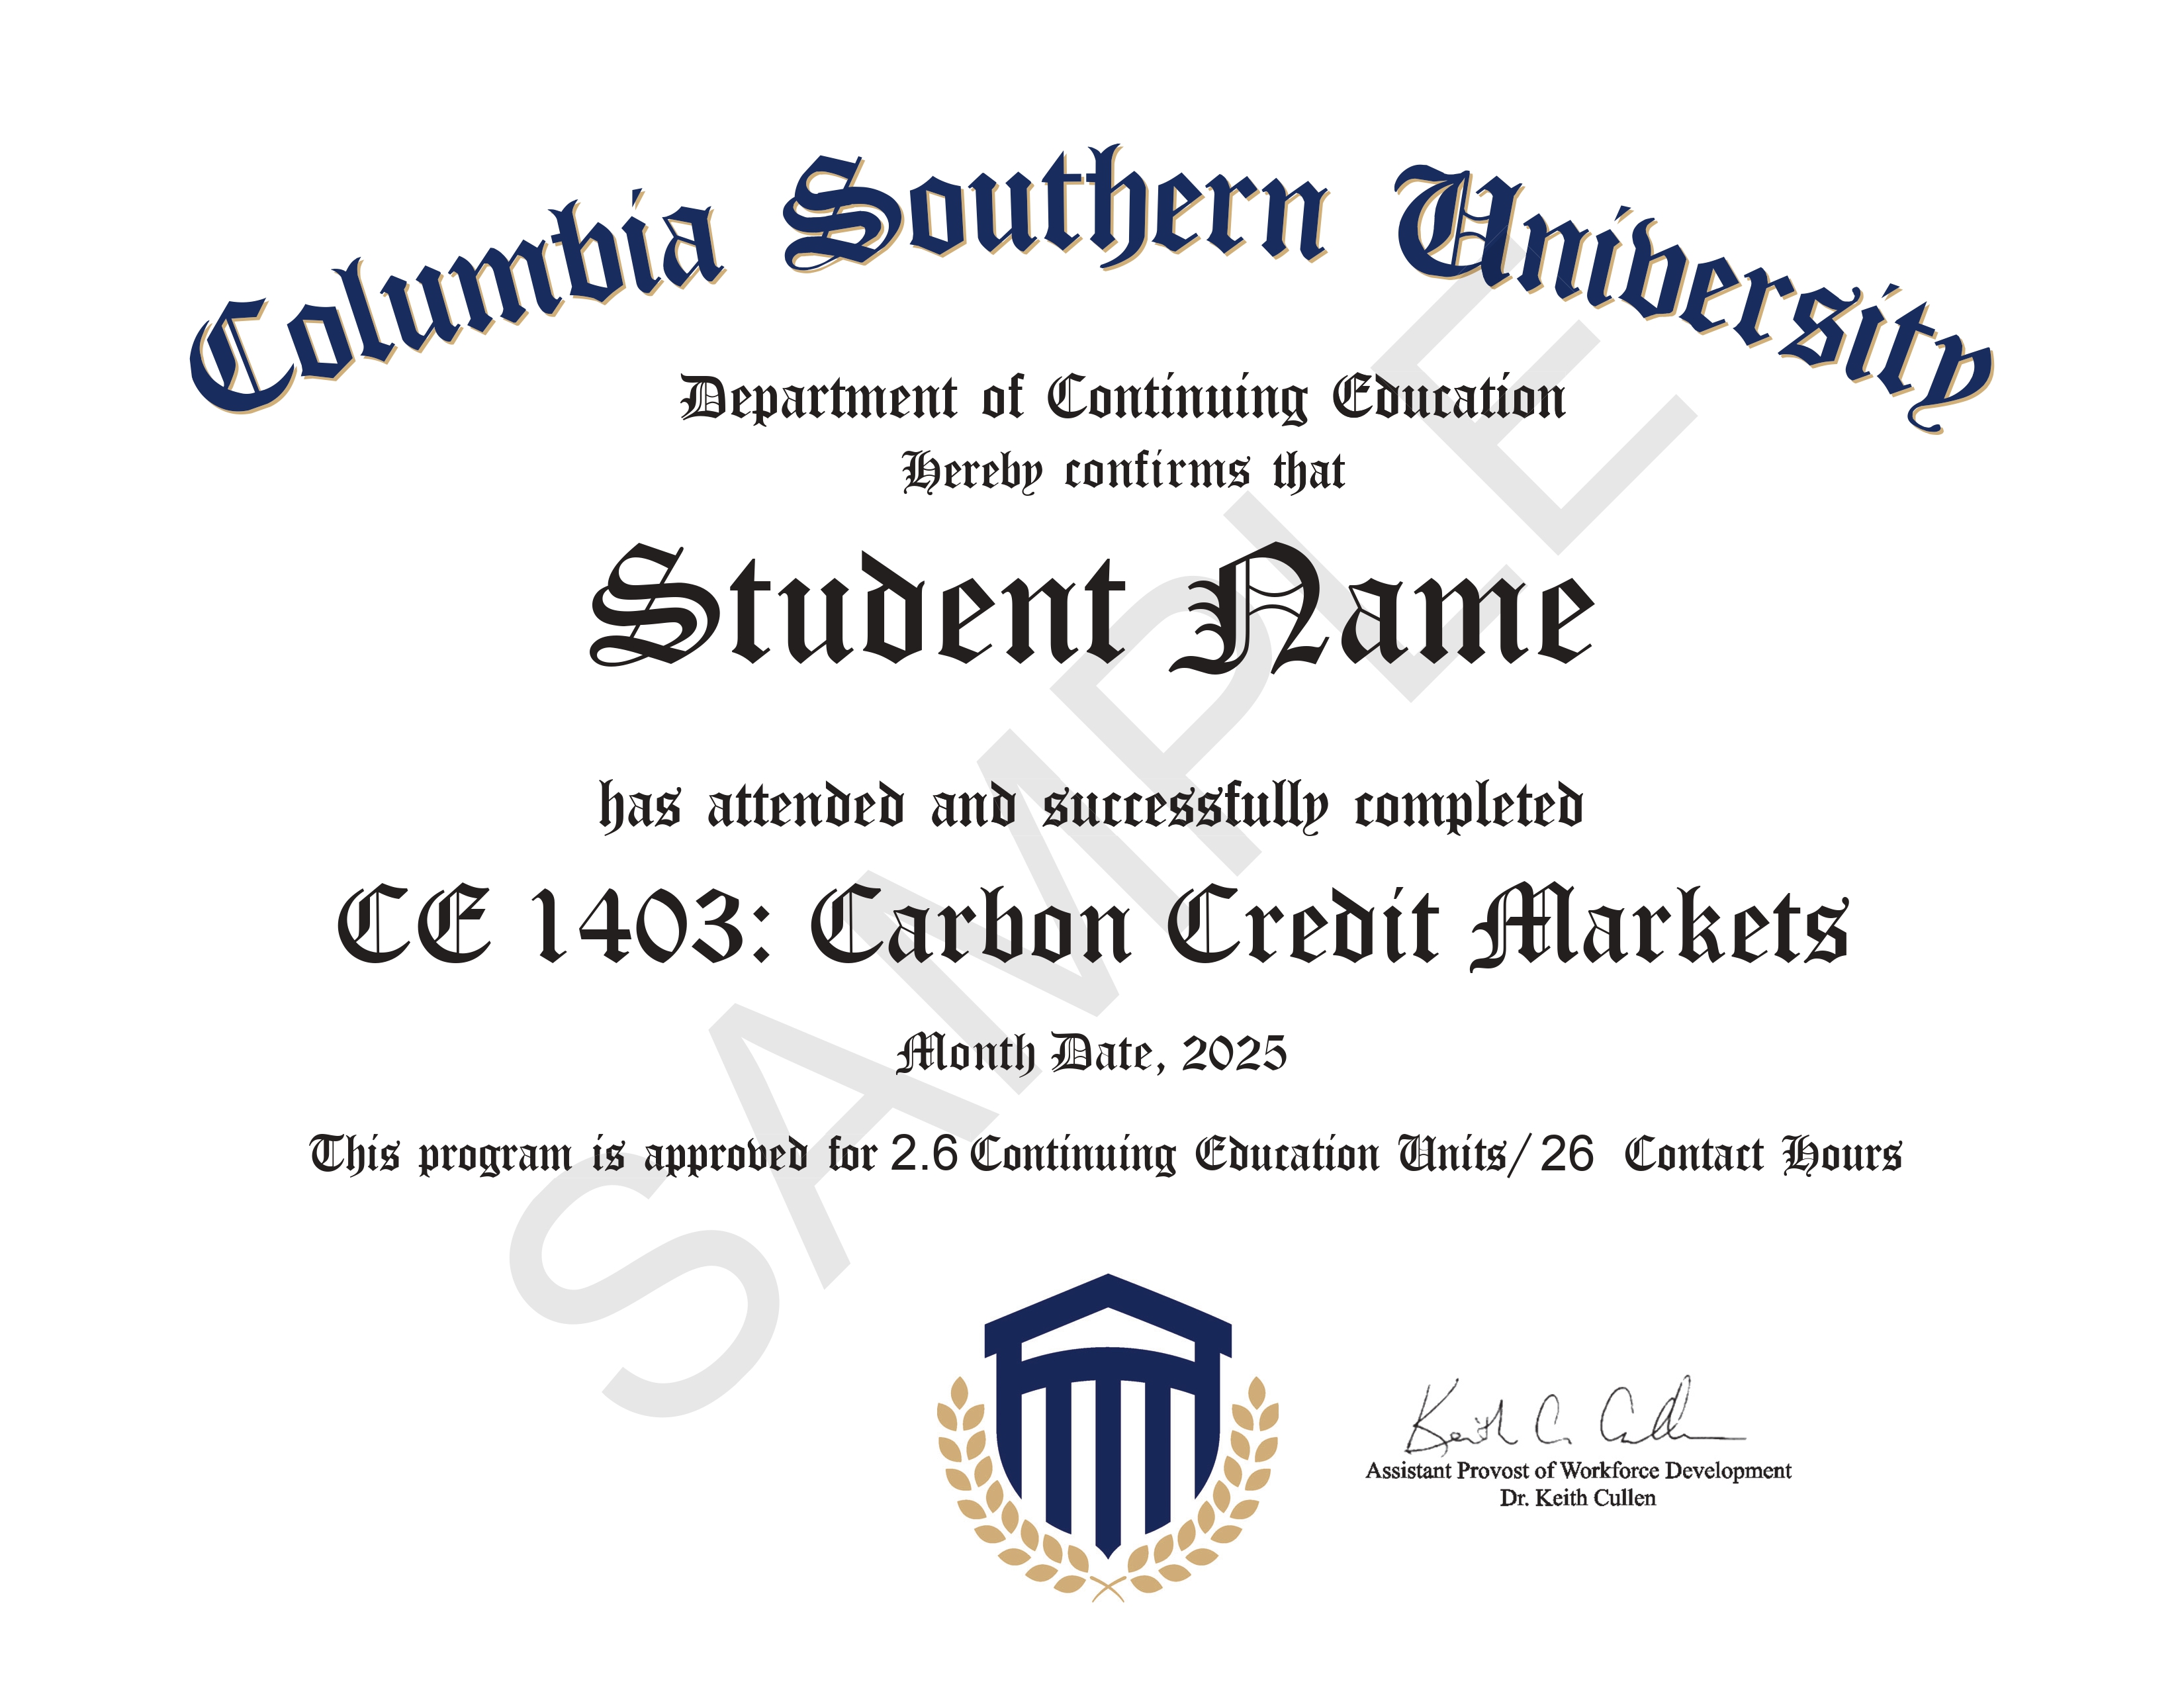 Columbia Southern University
Department of Continuing Education
Hereby confirms that
Student Name
has attended and successfully completed
CE 1403: Carbon Credit Markets
Month Date, 2025
This program is approved for 2.6 Continuing Education Units/26 Contact Hours
SAMPLE
Keith C. Cullen
Assistant Provost of Workforce Development
Dr. Keith Cullen